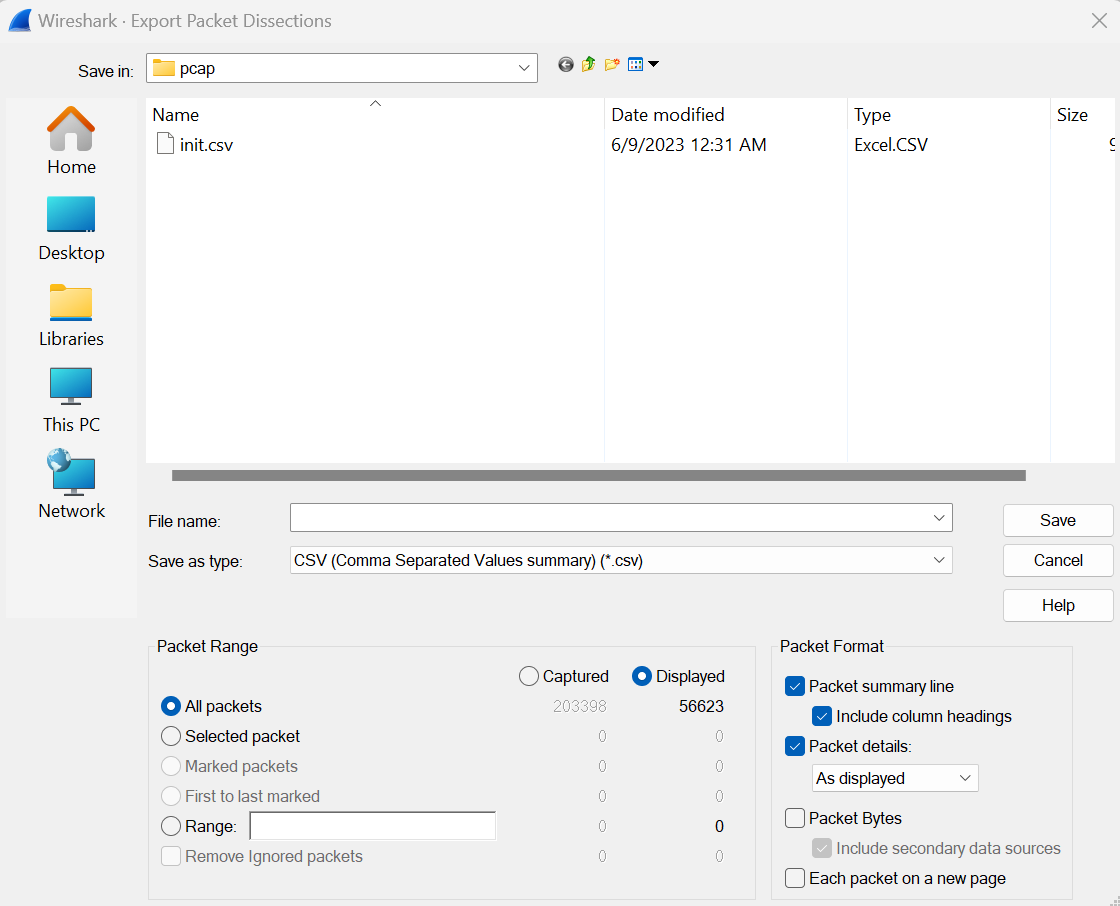 Wireshark · Export Packet Dissections
Save in: pcap
Name Date modified Type Size
init.csv 6/9/2023 12:31 AM Excel.CSV
Home
Desktop
Libraries
This PC
Network
File name: Save
Save as type: CSV (Comma Separated Values summary) (*.csv) Cancel
Help
Packet Range
Captured Displayed
All packets 203398 56623
Selected packet 0 0
Marked packets 0 0
First to last marked 0 0
Range: 0 0
Remove Ignored packets 0 0
Packet Format
Packet summary line
Include column headings
Packet details:
As displayed
Packet Bytes
Include secondary data sources
Each packet on a new page